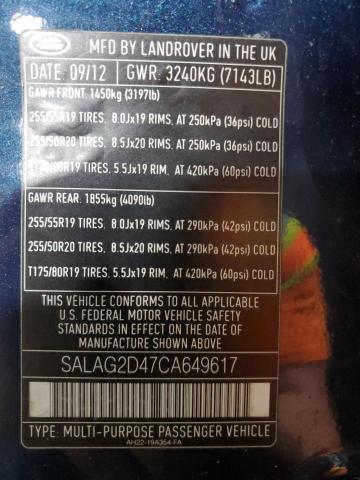 MFD BY LANDROVER IN THE UK
DATE: 09/12 GWR: 3240KG (7143LB)
GAWR FRONT: 1450kg (3197lb)
255/55R19 TIRES. 8.0Jx19 RIMS, AT 250kPa (36psi) COLD
255/50R20 TIRES. 8.5Jx20 RIMS, AT 250kPa (36psi) COLD
T175/80R19 TIRES. 5.5Jx19 RIM, AT 420kPa (60psi) COLD
GAWR REAR: 1855kg (4090lb)
255/55R19 TIRES. 8.0Jx19 RIMS, AT 290kPa (42psi) COLD
255/50R20 TIRES. 8.5Jx20 RIMS, AT 290kPa (42psi) COLD
T175/80R19 TIRES. 5.5Jx19 RIM, AT 420kPa (60psi) COLD
THIS VEHICLE CONFORMS TO ALL APPLICABLE
U.S. FEDERAL MOTOR VEHICLE SAFETY
STANDARDS IN EFFECT ON THE DATE OF
MANUFACTURE SHOWN ABOVE
SALAG2D47CA649617
TYPE: MULTI-PURPOSE PASSENGER VEHICLE
AH22-19A354-FA